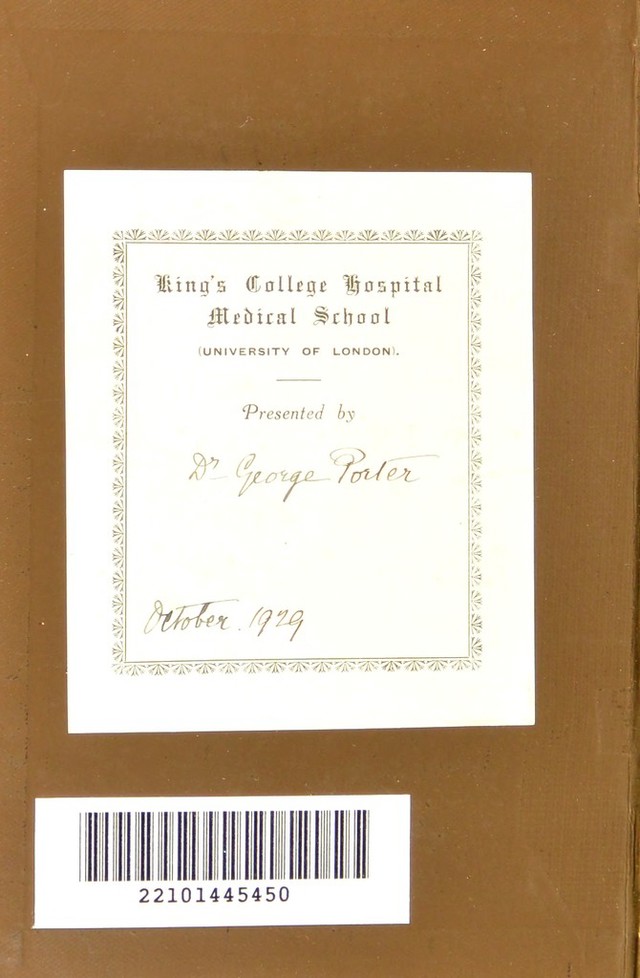 King's College Hospital
Medical School
(UNIVERSITY OF LONDON).
Presented by
Dr George Porter
October. 1929
22101445450